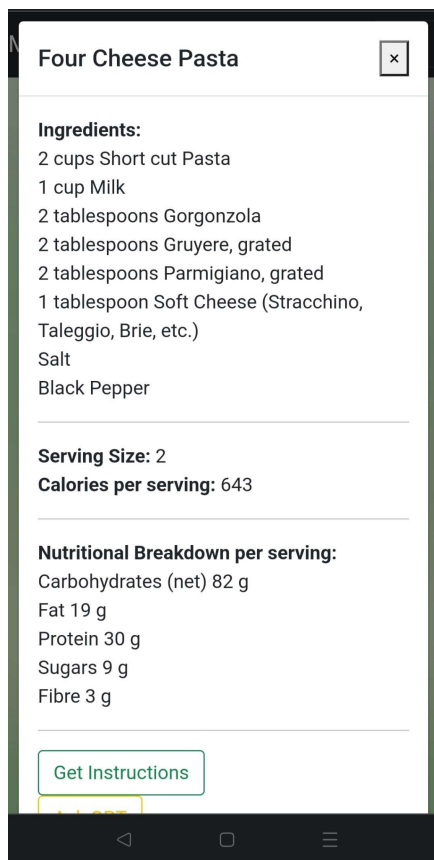 Four Cheese Pasta
×
Ingredients:
2 cups Short cut Pasta
1 cup Milk
2 tablespoons Gorgonzola
2 tablespoons Gruyere, grated
2 tablespoons Parmigiano, grated
1 tablespoon Soft Cheese (Stracchino,
Taleggio, Brie, etc.)
Salt
Black Pepper
Serving Size: 2
Calories per serving: 643
Nutritional Breakdown per serving:
Carbohydrates (net) 82 g
Fat 19 g
Protein 30 g
Sugars 9 g
Fibre 3 g
Get Instructions